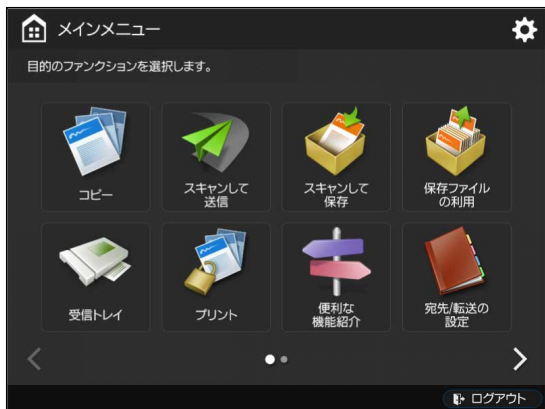 メインメニュー
目的のファンクションを選択します。
コピー
スキャンして
送信
スキャンして
保存
保存ファイル
の利用
受信トレイ
プリント
便利な
機能紹介
宛先/転送の
設定
ログアウト